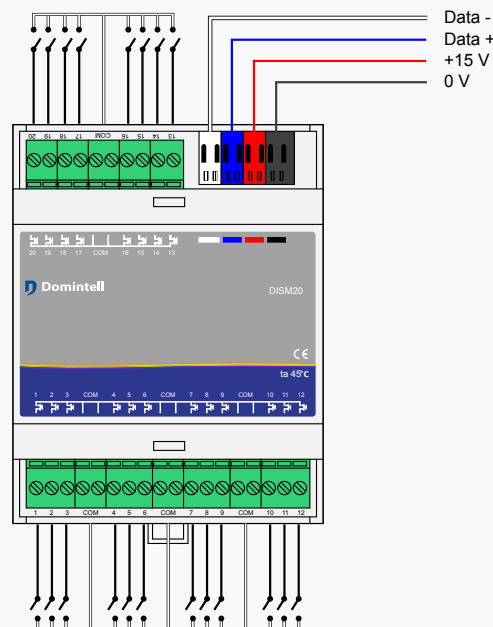 Data -
Data +
+15 V
0 V
20 19 18 17 COM 16 15 14 13
20 19 18 17 COM 16 15 14 13
Domintell
DISM20
CE
ta 45°C
1 2 3 COM 4 5 6 COM 7 8 9 COM 10 11 12
1 2 3 COM 4 5 6 COM 7 8 9 COM 10 11 12